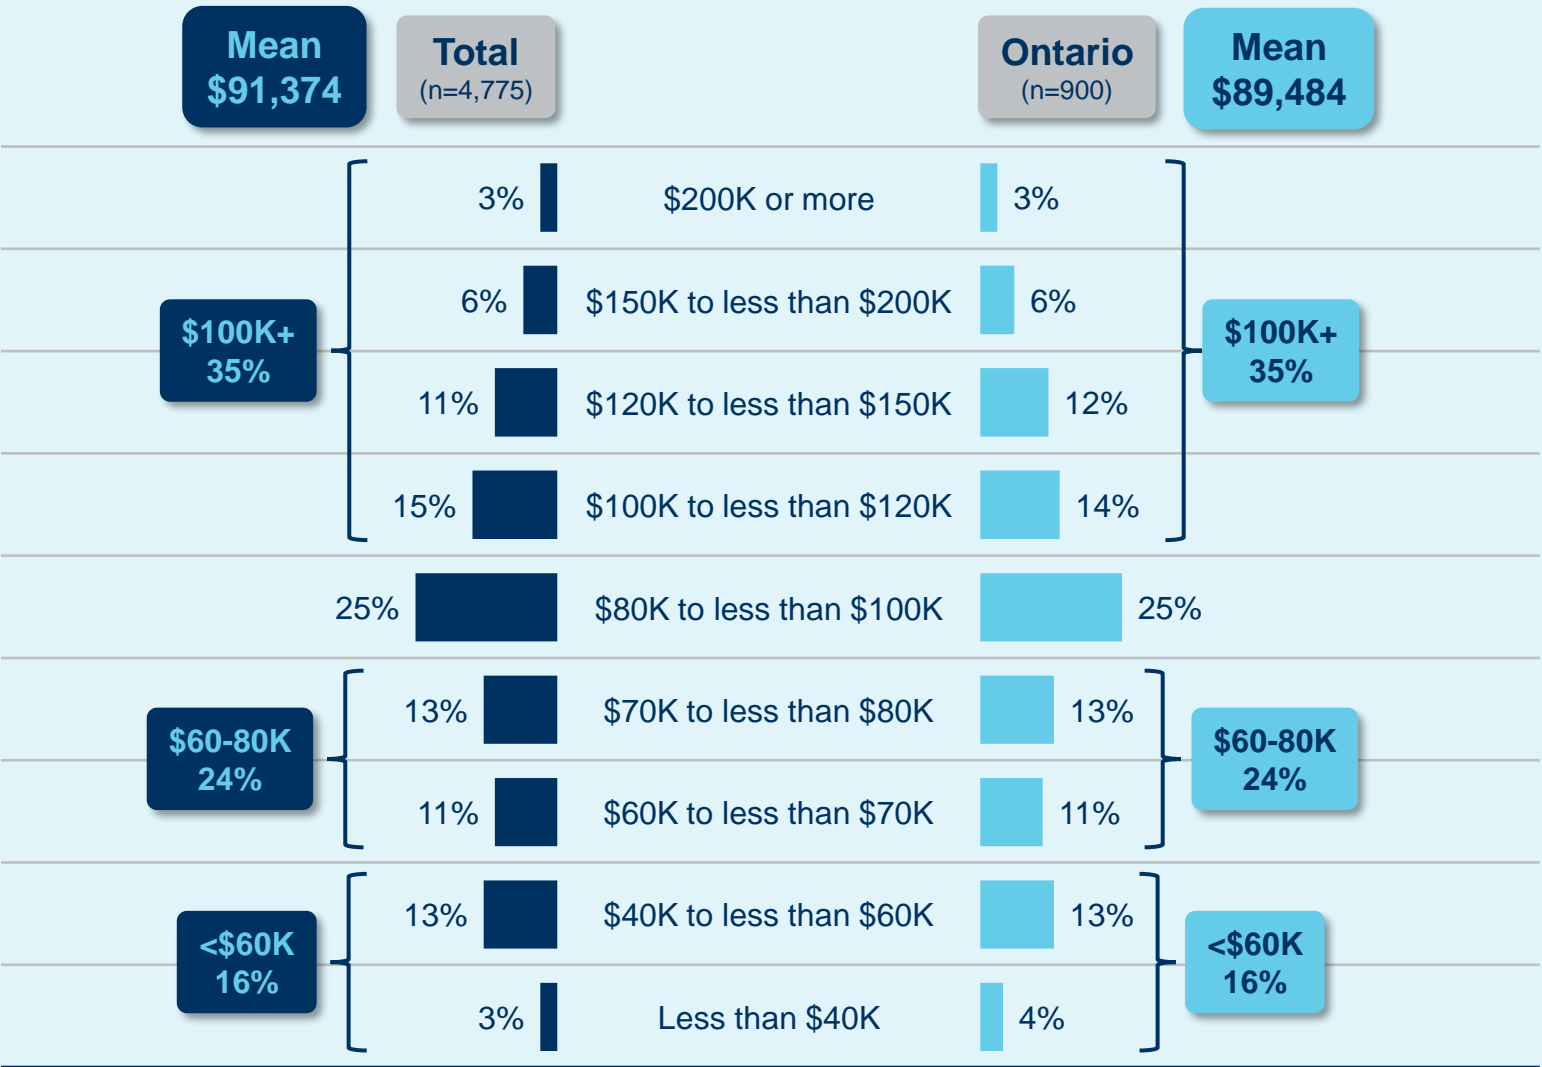 Mean
$91,374
Total
(n=4,775)
Ontario
(n=900)
Mean
$89,484
3%
$200K or more
3%
6%
$150K to less than $200K
6%
$100K+
35%
$100K+
35%
11%
$120K to less than $150K
12%
15%
$100K to less than $120K
14%
25%
$80K to less than $100K
25%
13%
$70K to less than $80K
13%
$60-80K
24%
$60-80K
24%
11%
$60K to less than $70K
11%
13%
$40K to less than $60K
13%
<$60K
16%
<$60K
16%
3%
Less than $40K
4%